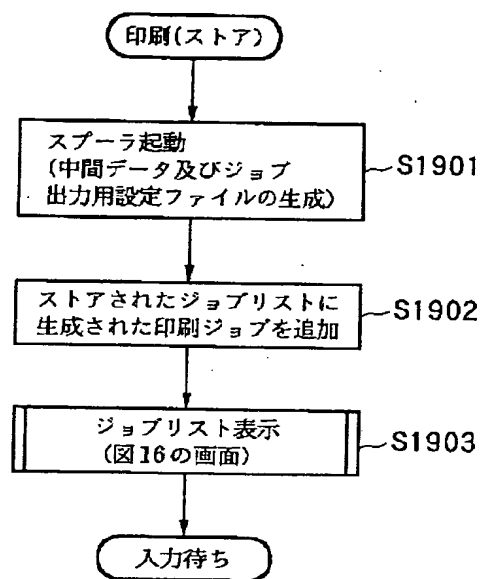 印刷(ストア)
スプーラ起動
(中間データ及びジョブ
出力用設定ファイルの生成)
S1901
ストアされたジョブリストに
生成された印刷ジョブを追加
S1902
ジョブリスト表示
(図16の画面)
S1903
入力待ち